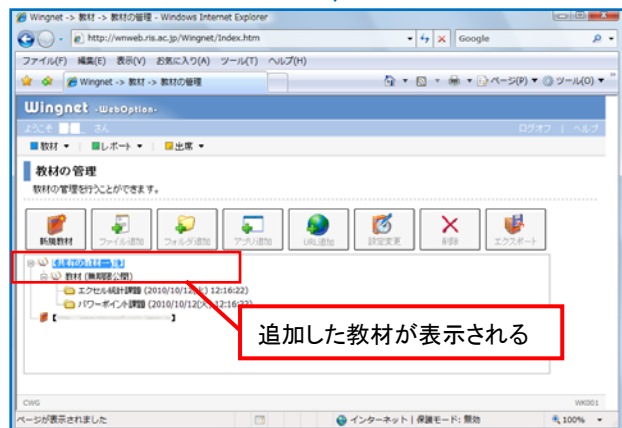 Wingnet -> 教材 -> 教材の管理 - Windows Internet Explorer
http://wnweb.ris.ac.jp/Wingnet/Index.htm
Google
ファイル(F) 編集(E) 表示(V) お気に入り(A) ツール(T) ヘルプ(H)
Wingnet -> 教材 -> 教材の管理
ページ(P) ツール(O)
Wingnet -WebOption-
ようこそ さん
ログオフ | ヘルプ
教材 レポート 出席
教材の管理
教材の管理を行うことができます。
新規教材 ファイル追加 フォルダ追加 アプリ追加 URL追加 設定変更 削除 エクスポート
教材 (無期限公開)
エクセル統計課題 (2010/10/12(火) 12:16:22)
パワーポイント課題 (2010/10/12(火) 12:16:22)
【 】
追加した教材が表示される
CWG WK001
ページが表示されました インターネット | 保護モード: 無効 100%